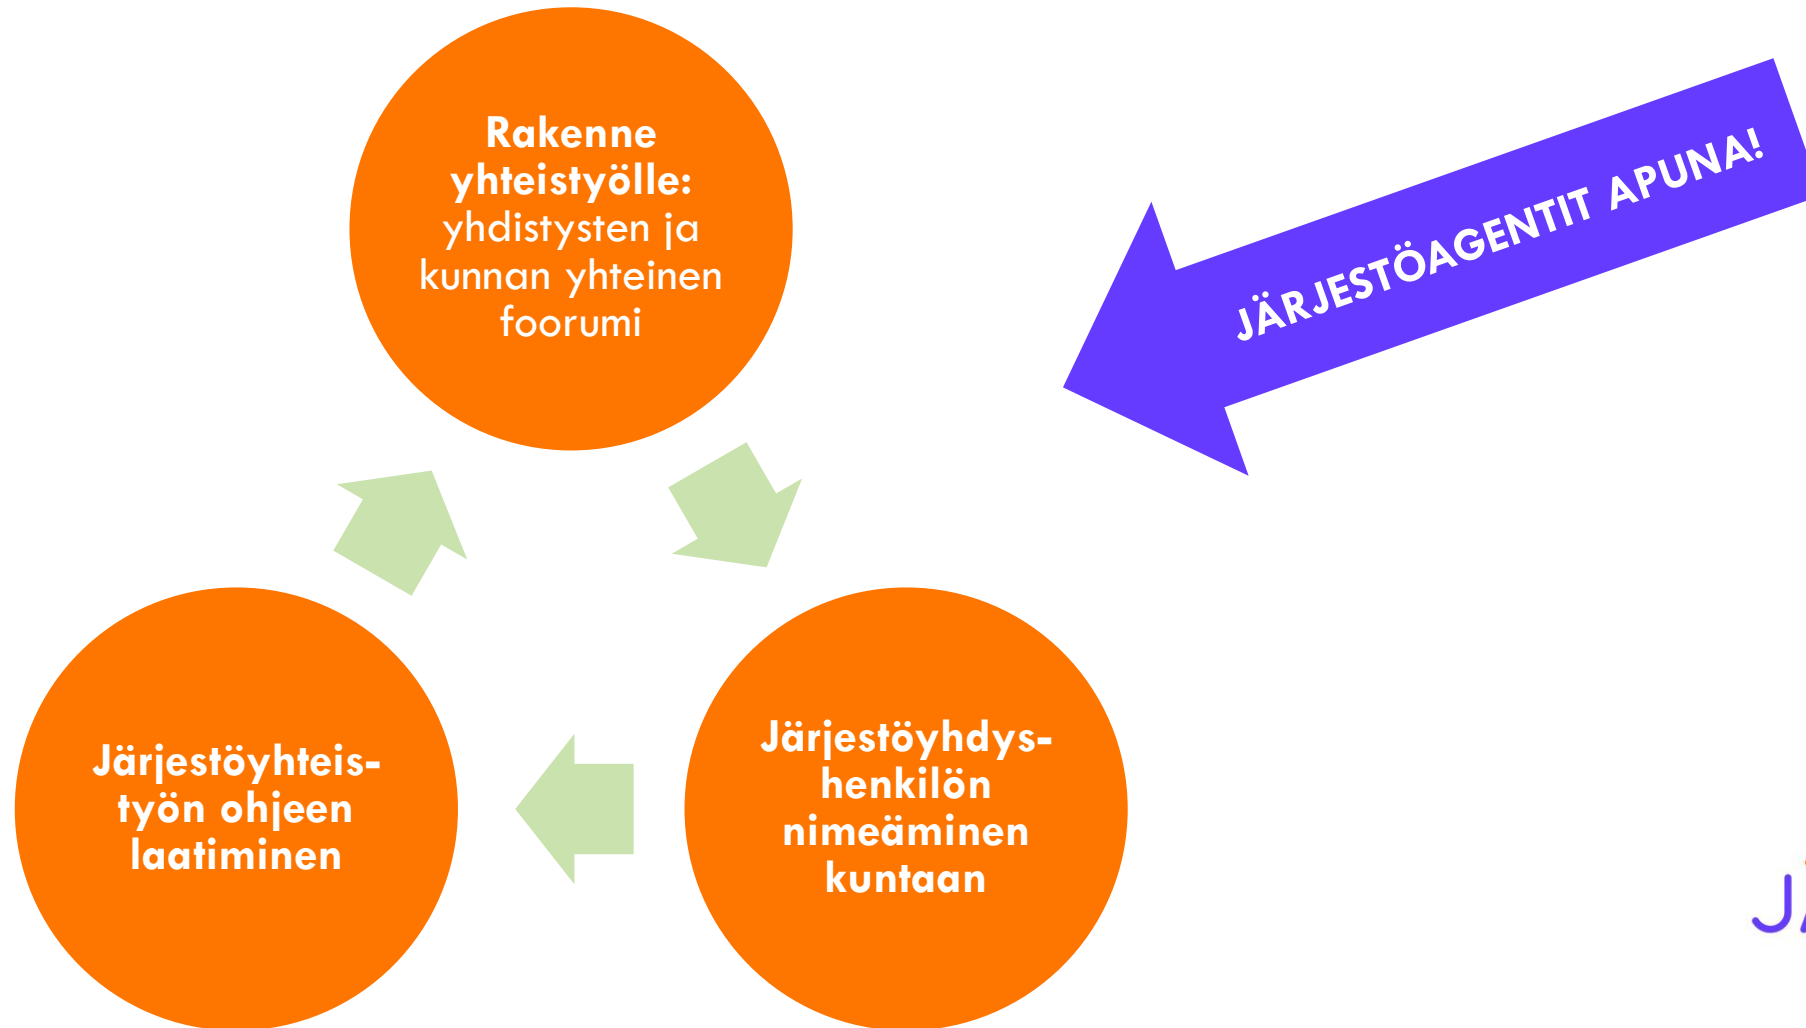 Rakenne
yhteistyölle:
yhdistysten ja
kunnan yhteinen
foorumi
JÄRJESTÖAGENTIT APUNA!
Järjestöyhteis-
työn ohjeen
laatiminen
Järjestöyhdys-
henkilön
nimeäminen
kuntaan